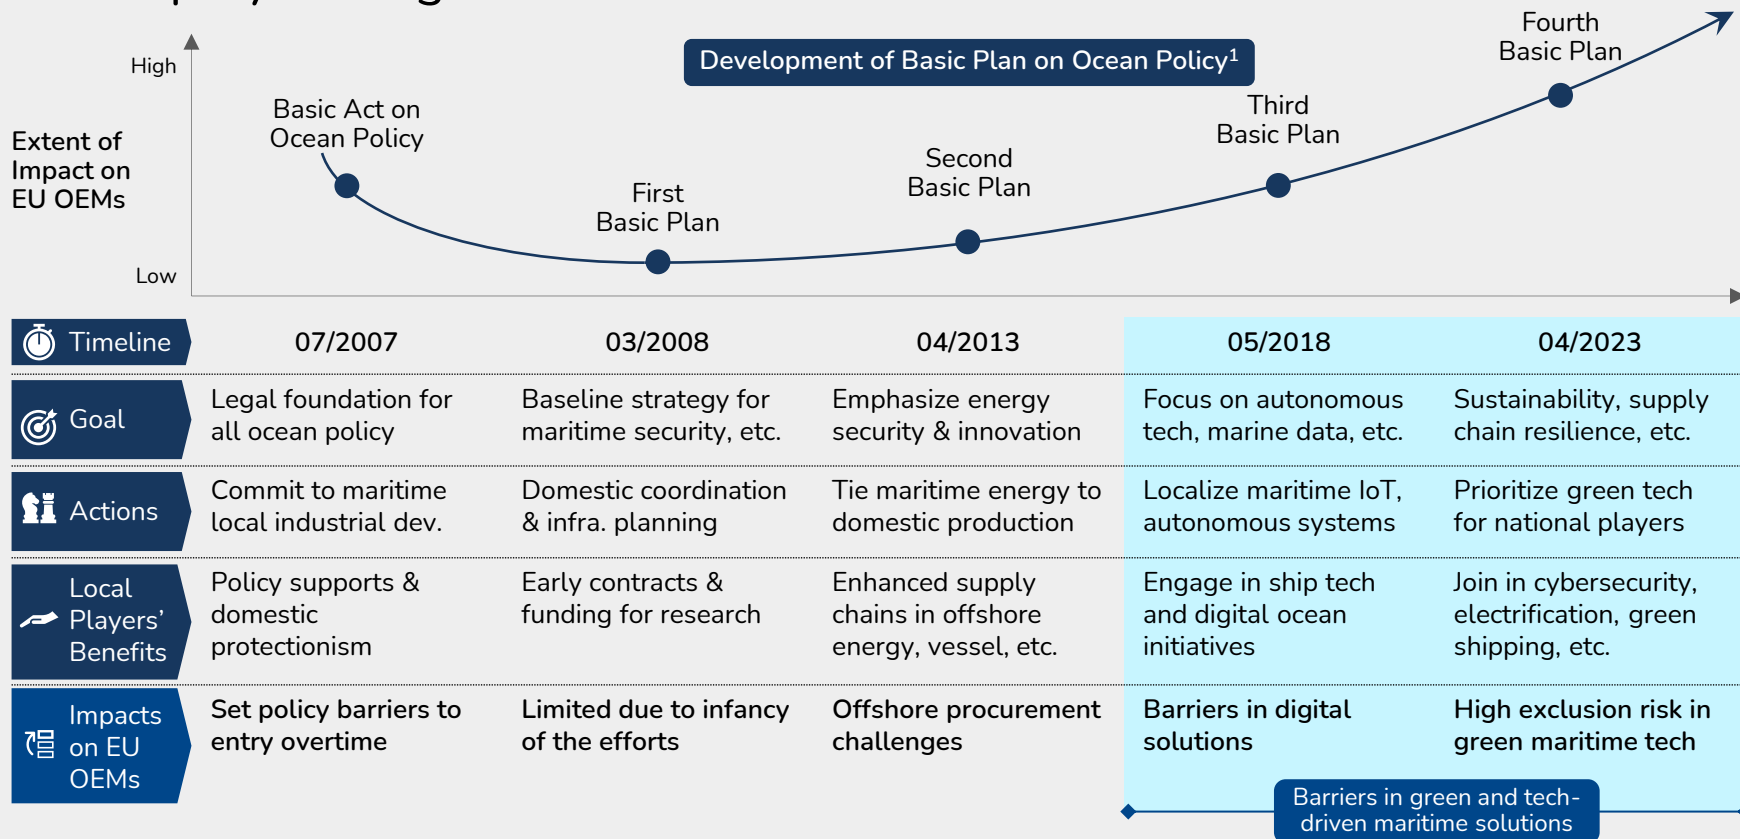 High
Extent of
Impact on
EU OEMs
Low
Development of Basic Plan on Ocean Policy1
Basic Act on
Ocean Policy
First
Basic Plan
Second
Basic Plan
Third
Basic Plan
Fourth
Basic Plan
Timeline
07/2007
03/2008
04/2013
05/2018
04/2023
Goal
Legal foundation for
all ocean policy
Baseline strategy for
maritime security, etc.
Emphasize energy
security & innovation
Focus on autonomous
tech, marine data, etc.
Sustainability, supply
chain resilience, etc.
Actions
Commit to maritime
local industrial dev.
Domestic coordination
& infra. planning
Tie maritime energy to
domestic production
Localize maritime IoT,
autonomous systems
Prioritize green tech
for national players
Local
Players’
Benefits
Policy supports &
domestic
protectionism
Early contracts &
funding for research
Enhanced supply
chains in offshore
energy, vessel, etc.
Engage in ship tech
and digital ocean
initiatives
Join in cybersecurity,
electrification, green
shipping, etc.
Impacts
on EU
OEMs
Set policy barriers to
entry overtime
Limited due to infancy
of the efforts
Offshore procurement
challenges
Barriers in digital
solutions
High exclusion risk in
green maritime tech
Barriers in green and tech-
driven maritime solutions